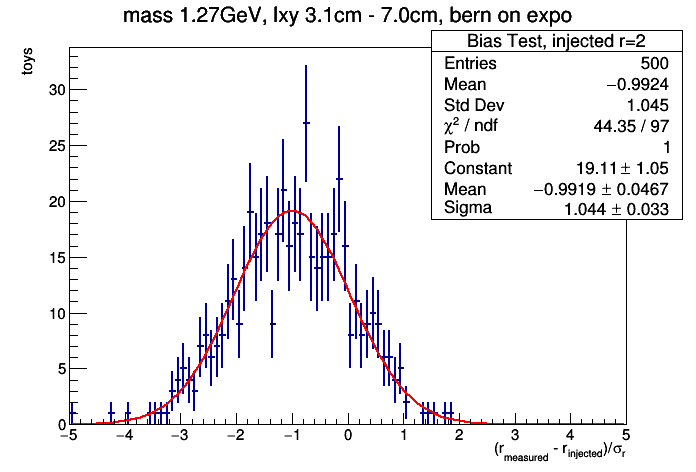 mass 1.27GeV, lxy 3.1cm - 7.0cm, bern on expo
Bias Test, injected r=2
Entries 500
Mean −0.9924
Std Dev 1.045
χ² / ndf 44.35 / 97
Prob 1
Constant 19.11 ± 1.05
Mean −0.9919 ± 0.0467
Sigma 1.044 ± 0.033
toys
30
25
20
15
10
5
0
−5 −4 −3 −2 −1 0 1 2 3 4 5
(r_measured - r_injected)/σ_r